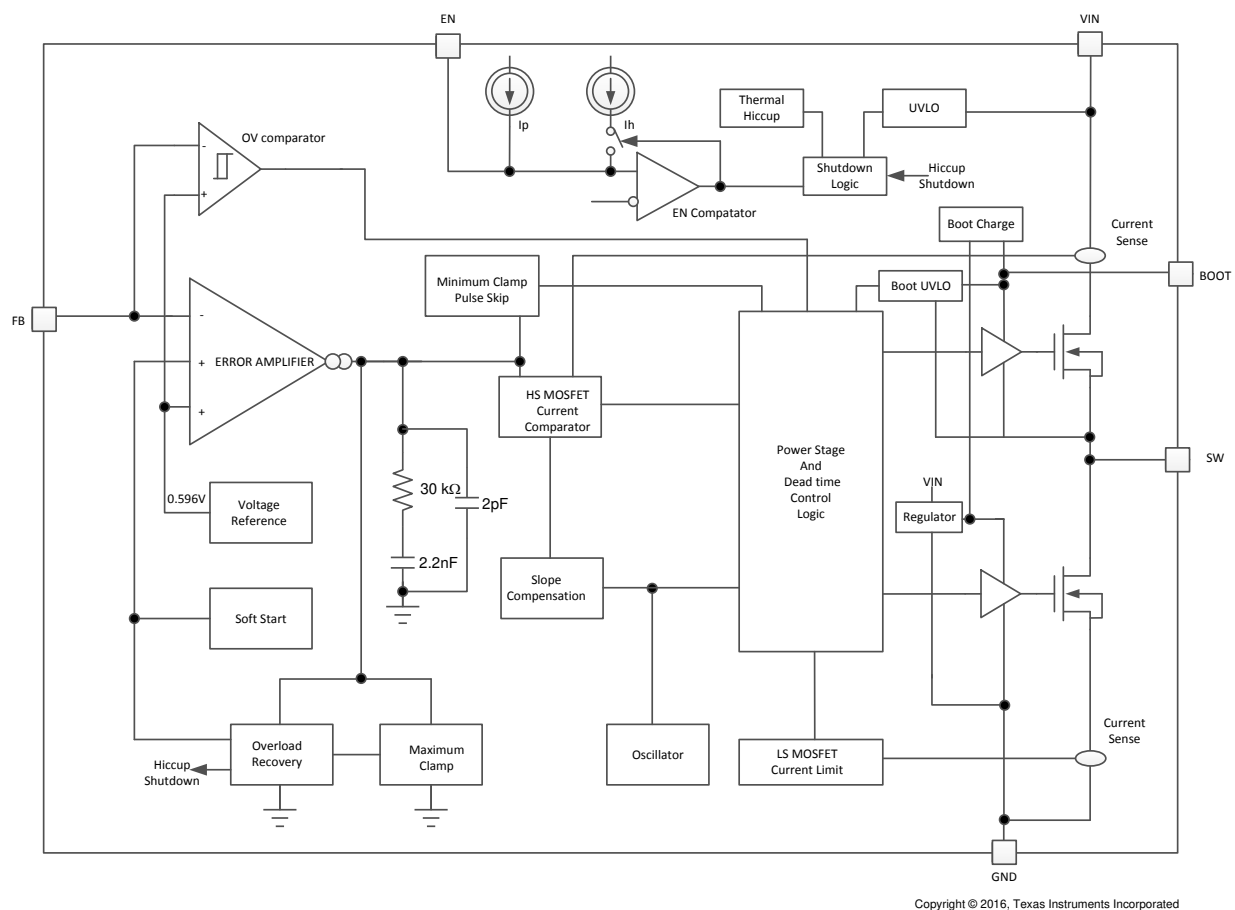 EN
VIN
Ip
Ih
Thermal
Hiccup
UVLO
OV comparator
-
+
Shutdown
Logic
Hiccup
Shutdown
EN Compatator
Boot Charge
Current
Sense
BOOT
Minimum Clamp
Pulse Skip
Boot UVLO
FB
-
+
+
ERROR AMPLIFIER
HS MOSFET
Current
Comparator
Power Stage
And
Dead time
Control
Logic
SW
0.596V
Voltage
Reference
30 kΩ
2pF
2.2nF
VIN
Regulator
Slope
Compensation
Soft Start
Overload
Recovery
Maximum
Clamp
Hiccup
Shutdown
Oscillator
LS MOSFET
Current Limit
Current
Sense
GND
Copyright © 2016, Texas Instruments Incorporated